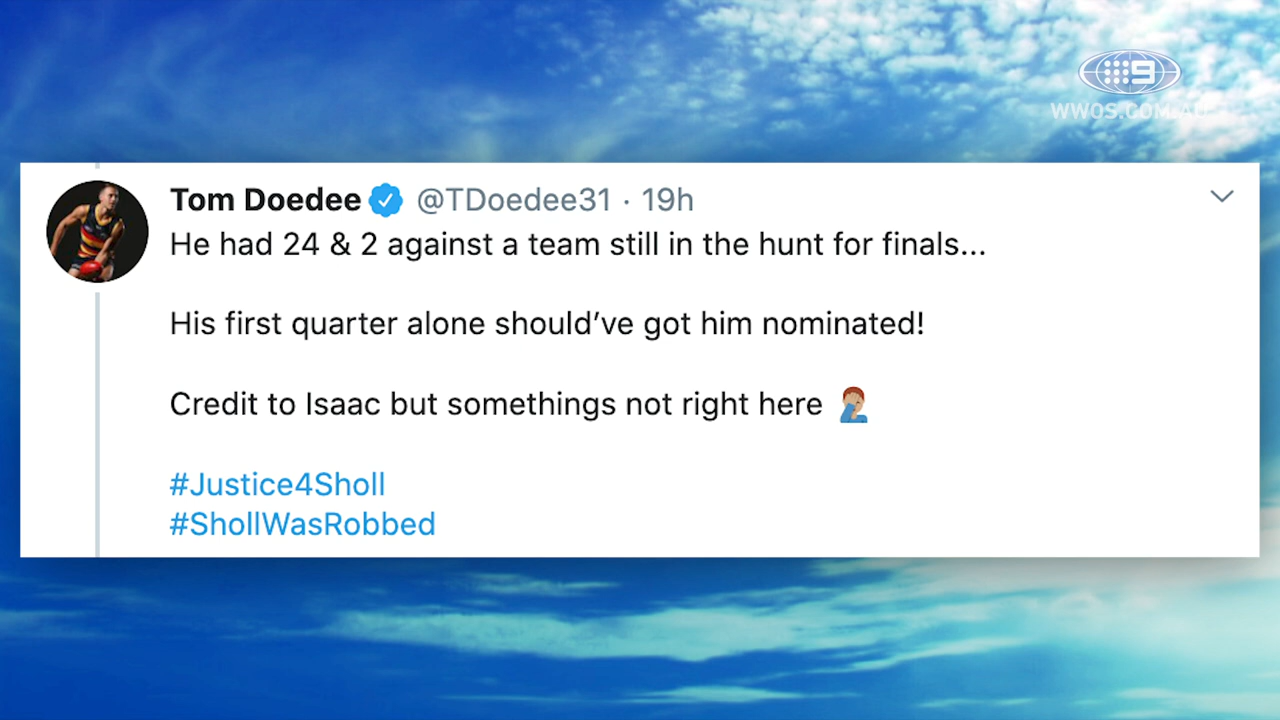 9
WWOS.COM.AU
Tom Doedee @TDoedee31 · 19h
He had 24 & 2 against a team still in the hunt for finals...
His first quarter alone should’ve got him nominated!
Credit to Isaac but somethings not right here 🤦🏽‍♂️
#Justice4Sholl
#ShollWasRobbed